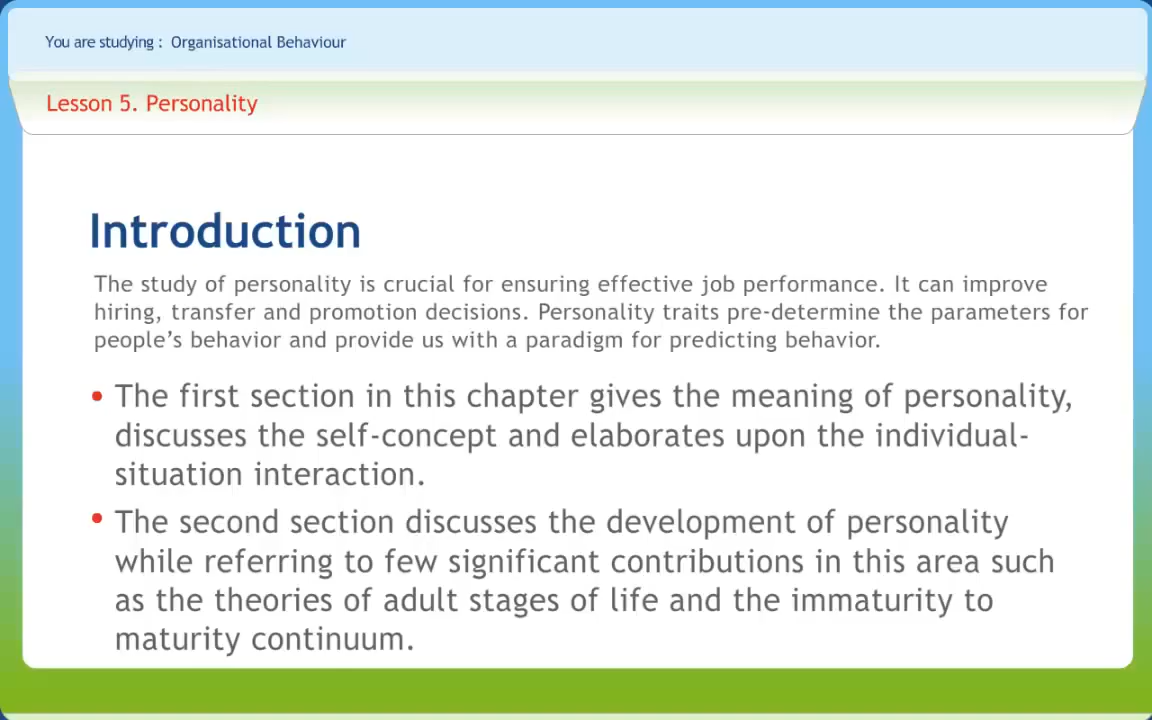 You are studying : Organisational Behaviour
Lesson 5. Personality
Introduction
The study of personality is crucial for ensuring effective job performance. It can improve
hiring, transfer and promotion decisions. Personality traits pre-determine the parameters for
people’s behavior and provide us with a paradigm for predicting behavior.
• The first section in this chapter gives the meaning of personality,
discusses the self-concept and elaborates upon the individual-
situation interaction.
• The second section discusses the development of personality
while referring to few significant contributions in this area such
as the theories of adult stages of life and the immaturity to
maturity continuum.